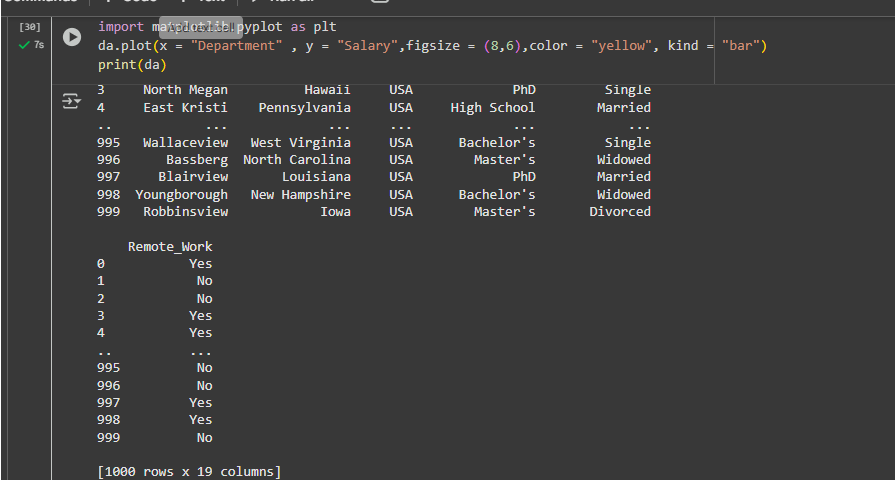 [30]
7s
import matplotlib.pyplot as plt
da.plot(x = "Department" , y = "Salary",figsize = (8,6),color = "yellow", kind = "bar")
print(da)
3 North Megan Hawaii USA PhD Single
4 East Kristi Pennsylvania USA High School Married
.. ... ... ... ... ...
995 Wallaceview West Virginia USA Bachelor's Single
996 Bassberg North Carolina USA Master's Widowed
997 Blairview Louisiana USA PhD Married
998 Youngborough New Hampshire USA Bachelor's Widowed
999 Robbinsview Iowa USA Master's Divorced
Remote_Work
0 Yes
1 No
2 No
3 Yes
4 Yes
.. ...
995 No
996 No
997 Yes
998 Yes
999 No
[1000 rows x 19 columns]